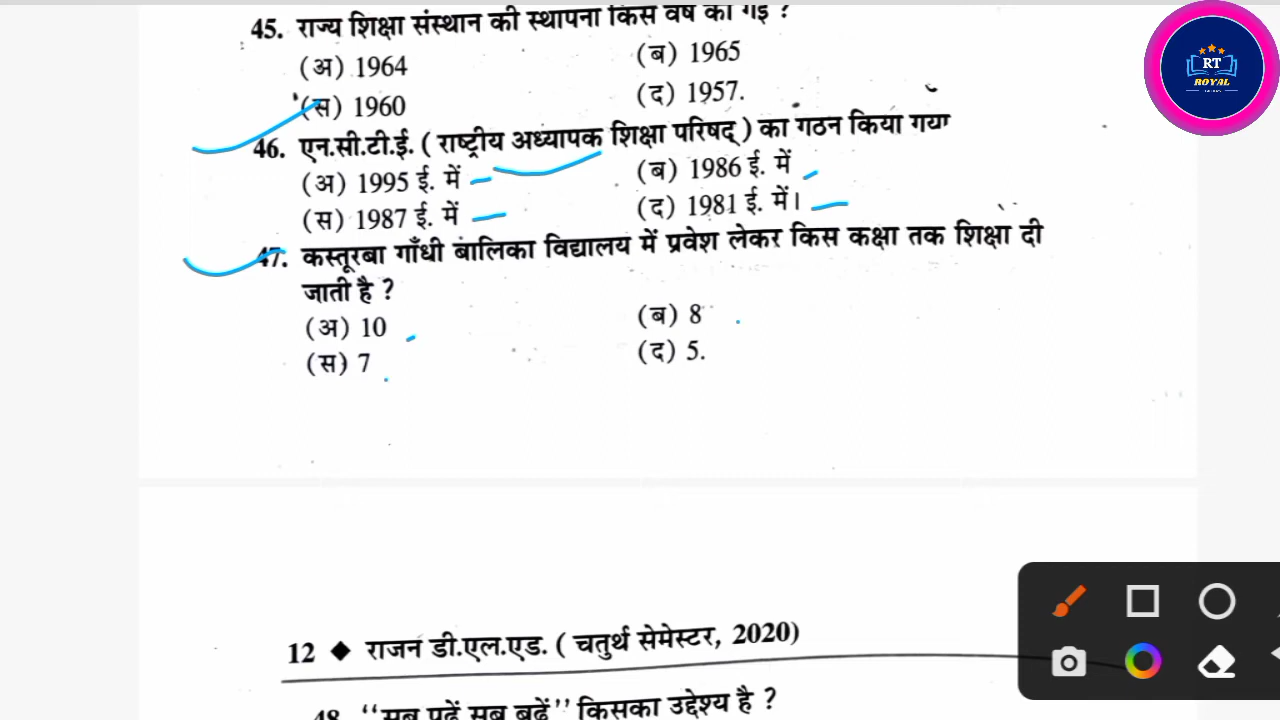 45. राज्य शिक्षा संस्थान की स्थापना किस वर्ष की गई ?
(अ) 1964 (ब) 1965
(स) 1960 (द) 1957.
46. एन.सी.टी.ई. ( राष्ट्रीय अध्यापक शिक्षा परिषद् ) का गठन किया गया
(अ) 1995 ई. में (ब) 1986 ई. में
(स) 1987 ई. में (द) 1981 ई. में।
47. कस्तूरबा गाँधी बालिका विद्यालय में प्रवेश लेकर किस कक्षा तक शिक्षा दी
जाती है ?
(अ) 10 (ब) 8
(स) 7 (द) 5.
12 ◆ राजन डी.एल.एड. ( चतुर्थ सेमेस्टर, 2020)
48. ‘‘सब पढ़ें सब बढ़ें’’ किसका उद्देश्य है ?
RT
ROYAL